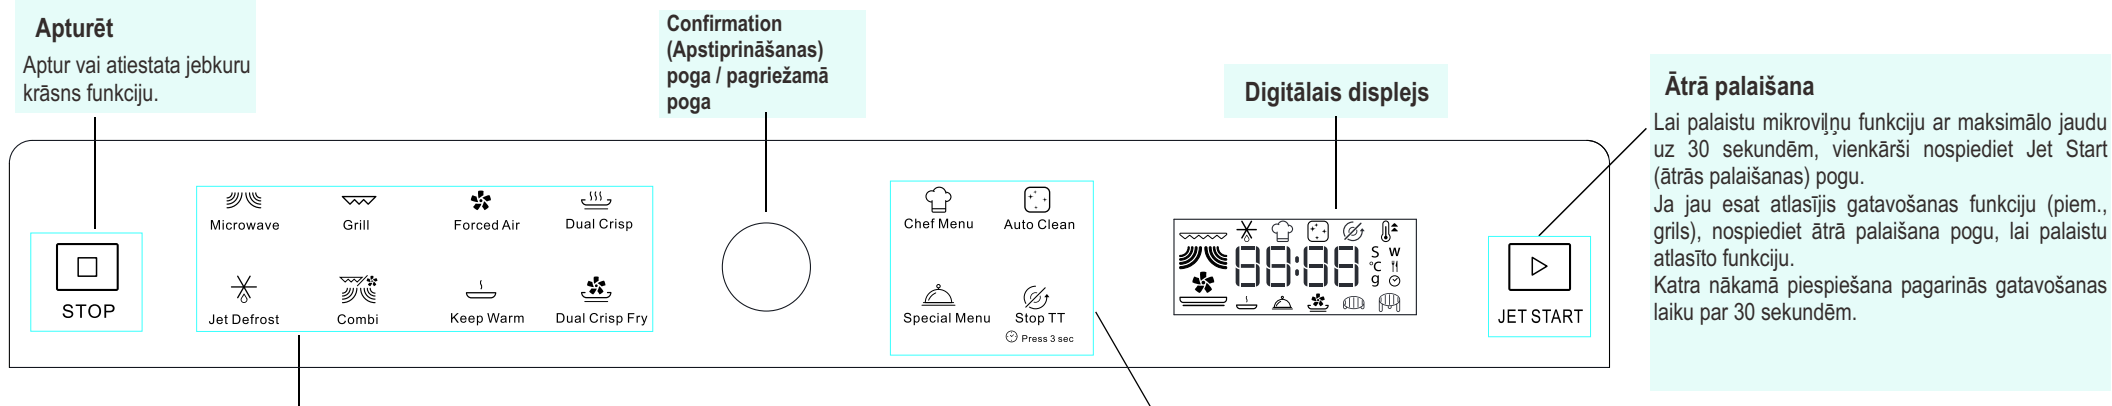 Apturēt
Aptur vai atiestata jebkuru
krāsns funkciju.
Confirmation
(Apstiprināšanas)
poga / pagriežamā
poga
Digitālais displejs
Ātrā palaišana
Lai palaistu mikroviļņu funkciju ar maksimālo jaudu
uz 30 sekundēm, vienkārši nospiediet Jet Start
(ātrās palaišanas) pogu.
Ja jau esat atlasījis gatavošanas funkciju (piem.,
grils), nospiediet ātrā palaišana pogu, lai palaistu
atlasīto funkciju.
Katra nākamā piespiešana pagarinās gatavošanas
laiku par 30 sekundēm.
STOP
Microwave Grill Forced Air Dual Crisp
Jet Defrost Combi Keep Warm Dual Crisp Fry
Chef Menu Auto Clean
Special Menu Stop TT
Press 3 sec
88:88 S W
°C
g
JET START